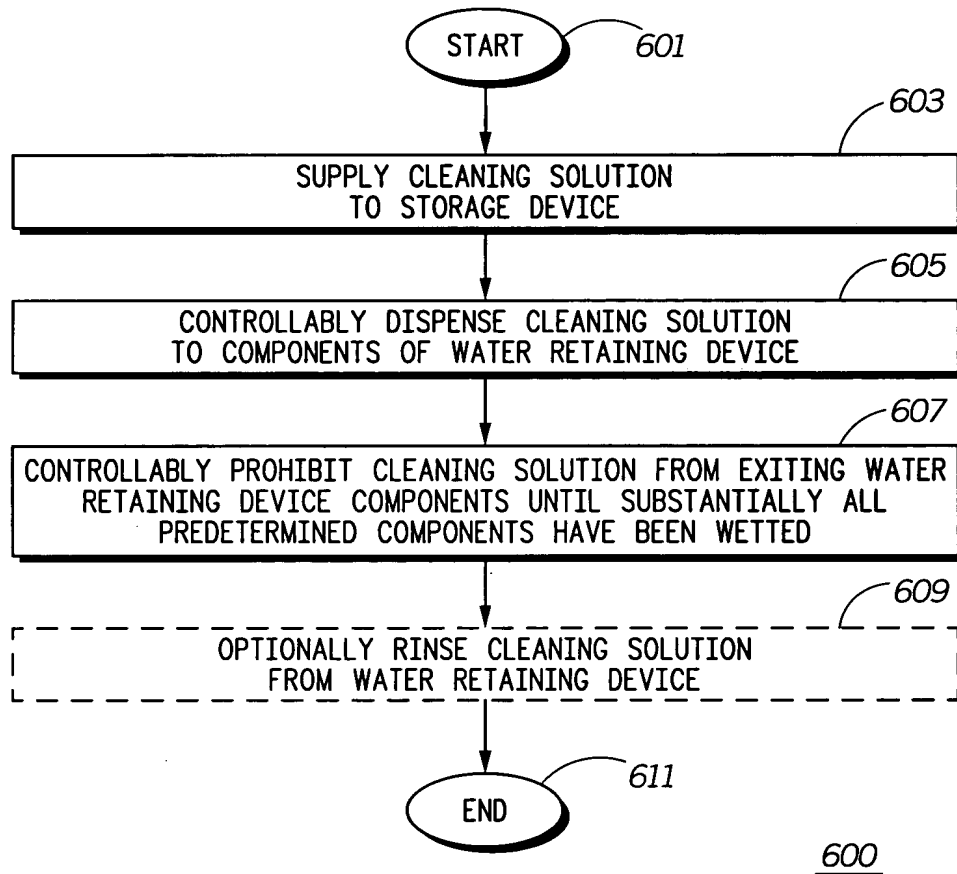 START
601
603
SUPPLY CLEANING SOLUTION
TO STORAGE DEVICE
605
CONTROLLABLY DISPENSE CLEANING SOLUTION
TO COMPONENTS OF WATER RETAINING DEVICE
607
CONTROLLABLY PROHIBIT CLEANING SOLUTION FROM EXITING WATER
RETAINING DEVICE COMPONENTS UNTIL SUBSTANTIALLY ALL
PREDETERMINED COMPONENTS HAVE BEEN WETTED
609
OPTIONALLY RINSE CLEANING SOLUTION
FROM WATER RETAINING DEVICE
END
611
600